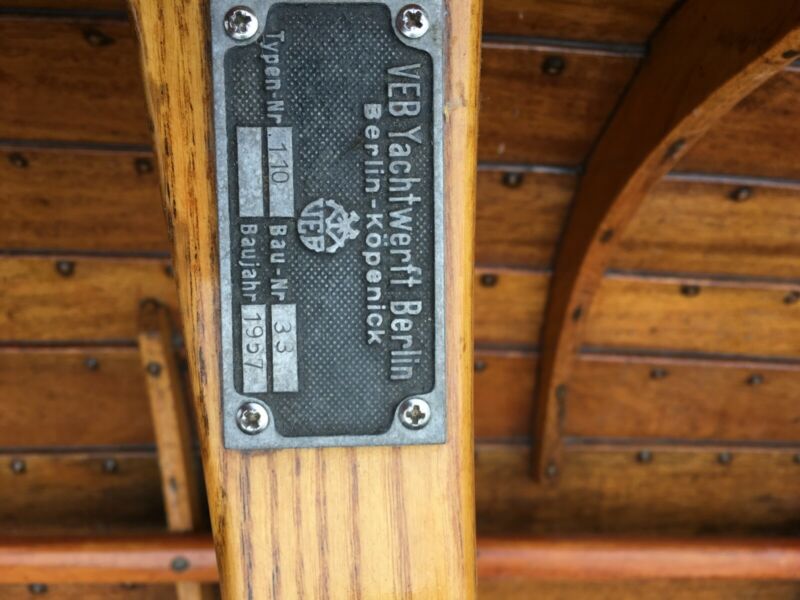 VEB Yachtwerft Berlin
Berlin-Köpenick
VEB
Typen-Nr. 110 Bau-Nr. 33
Baujahr 1957